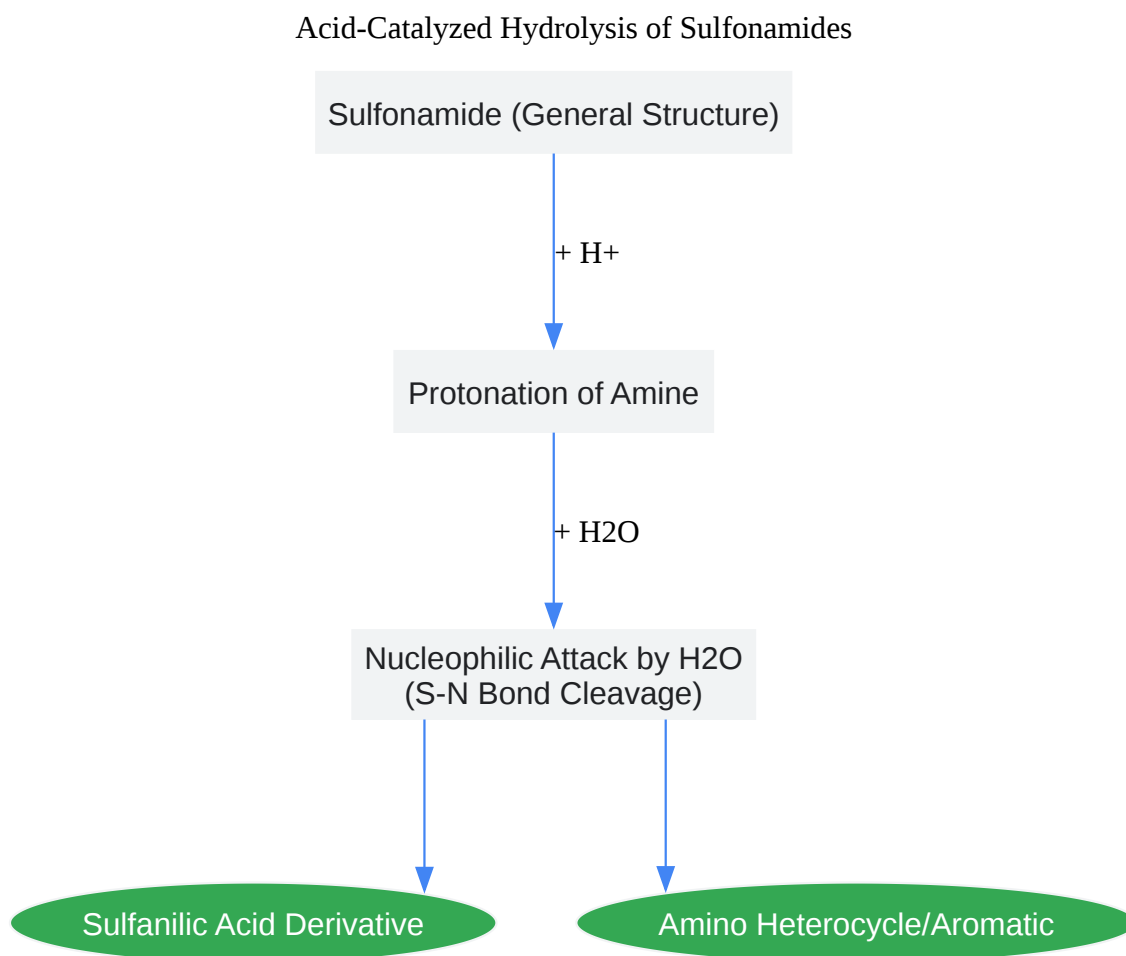 Acid-Catalyzed Hydrolysis of Sulfonamides
Sulfonamide (General Structure)
+ H+
Protonation of Amine
+ H2O
Nucleophilic Attack by H2O
(S-N Bond Cleavage)
Sulfanilic Acid Derivative
Amino Heterocycle/Aromatic